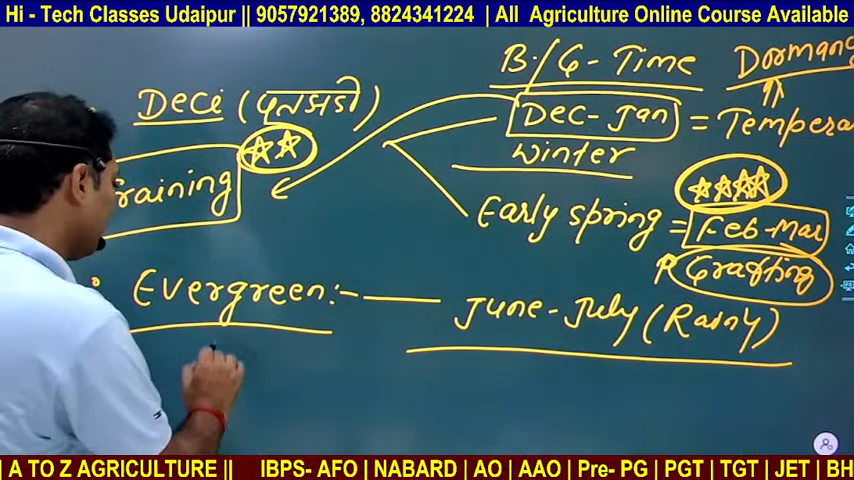 Hi - Tech Classes Udaipur || 9057921389, 8824341224 | All Agriculture Online Course Available
B./G-Time
Deci (पतझडी)
Dec-Jan = Tempera
winter
Training
Early spring = Feb-Mar
Grafting
Evergreen:- June-July (Rainy)
| A TO Z AGRICULTURE || IBPS- AFO | NABARD | AO | AAO | Pre- PG | PGT | TGT | JET | BH